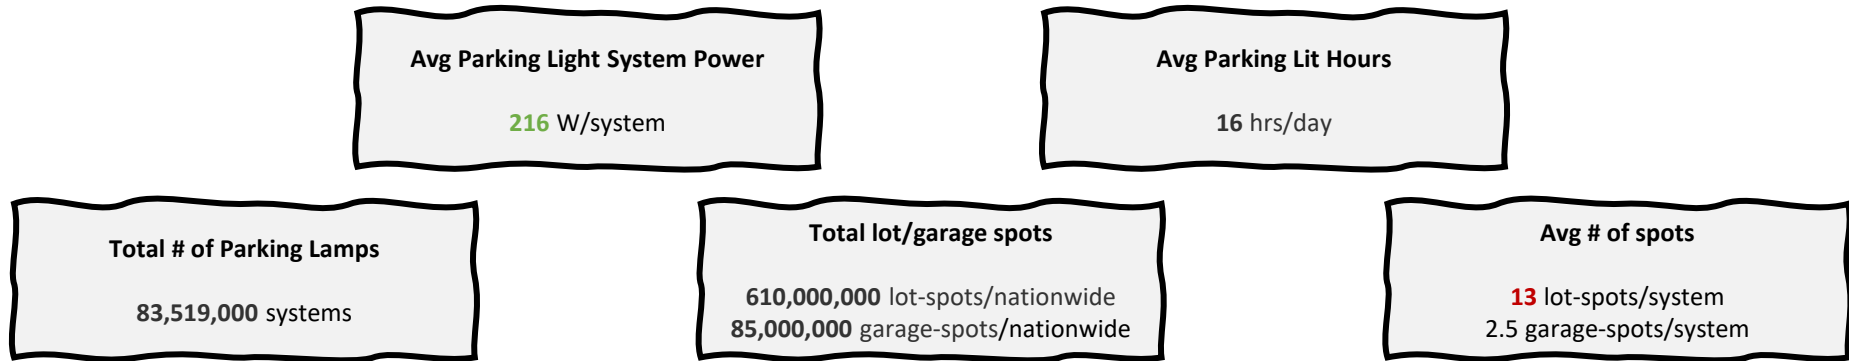 Avg Parking Light System Power
216 W/system
Avg Parking Lit Hours
16 hrs/day
Total # of Parking Lamps
83,519,000 systems
Total lot/garage spots
610,000,000 lot-spots/nationwide
85,000,000 garage-spots/nationwide
Avg # of spots
13 lot-spots/system
2.5 garage-spots/system